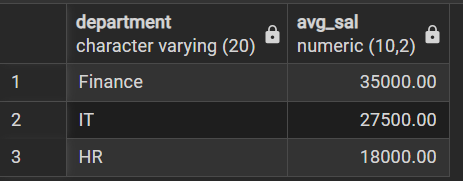 department avg_sal
character varying (20) numeric (10,2)
1 Finance 35000.00
2 IT 27500.00
3 HR 18000.00